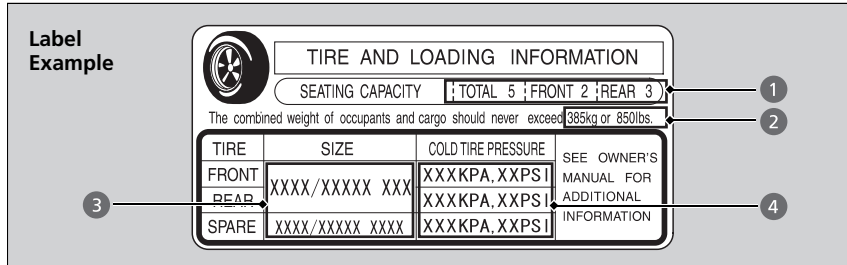 Label
Example
TIRE AND LOADING INFORMATION
SEATING CAPACITY TOTAL 5 FRONT 2 REAR 3
1
The combined weight of occupants and cargo should never exceed 385kg or 850lbs.
2
TIRE SIZE COLD TIRE PRESSURE
SEE OWNER'S
MANUAL FOR
ADDITIONAL
INFORMATION
FRONT XXXX/XXXXX XXX XXXKPA, XXPSI
3
REAR XXXKPA, XXPSI
4
SPARE XXXX/XXXXX XXXX XXXKPA, XXPSI